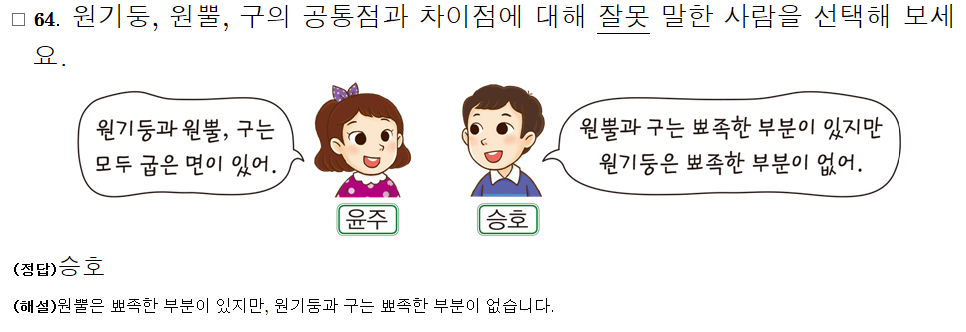 □ 64. 원기둥, 원뿔, 구의 공통점과 차이점에 대해 잘못 말한 사람을 선택해 보세
요.
원기둥과 원뿔, 구는
모두 굽은 면이 있어.
원뿔과 구는 뾰족한 부분이 있지만
원기둥은 뾰족한 부분이 없어.
윤주
승호
(정답)승호
(해설)원뿔은 뾰족한 부분이 있지만, 원기둥과 구는 뾰족한 부분이 없습니다.